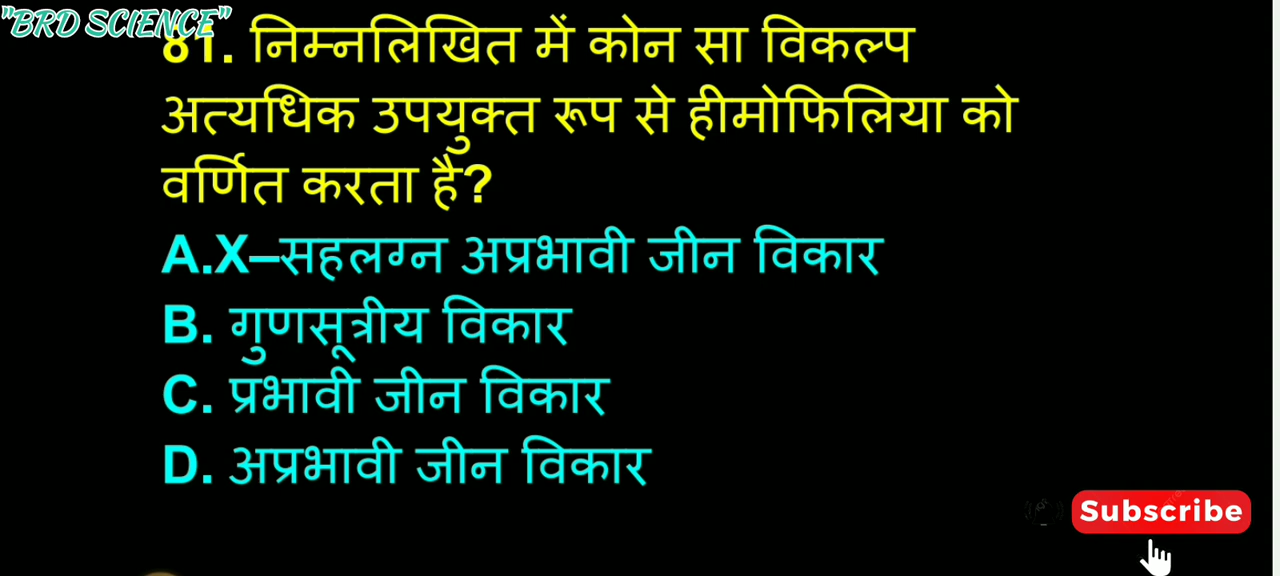 "BRD SCIENCE"
81. निम्नलिखित में कोन सा विकल्प
अत्यधिक उपयुक्त रूप से हीमोफिलिया को
वर्णित करता है?
A.X–सहलग्न अप्रभावी जीन विकार
B. गुणसूत्रीय विकार
C. प्रभावी जीन विकार
D. अप्रभावी जीन विकार
Subscribe